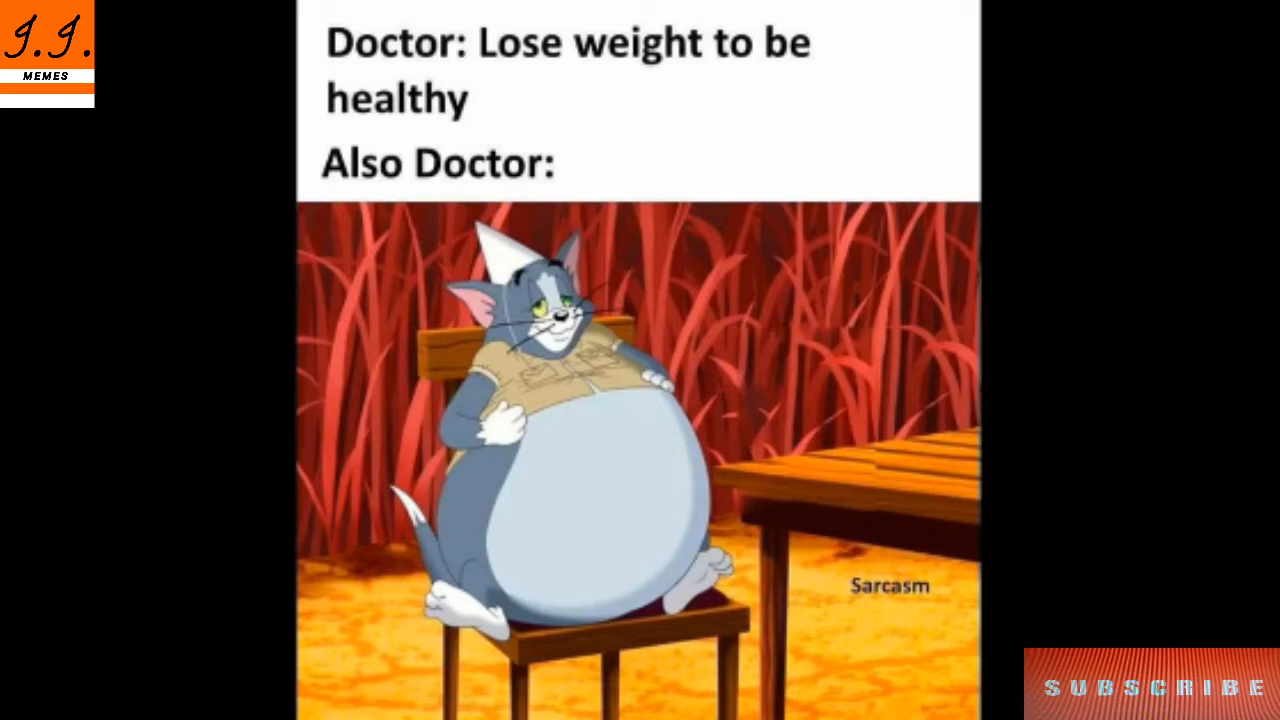 J.J.
MEMES
Doctor: Lose weight to be
healthy
Also Doctor:
Sarcasm
SUBSCRIBE